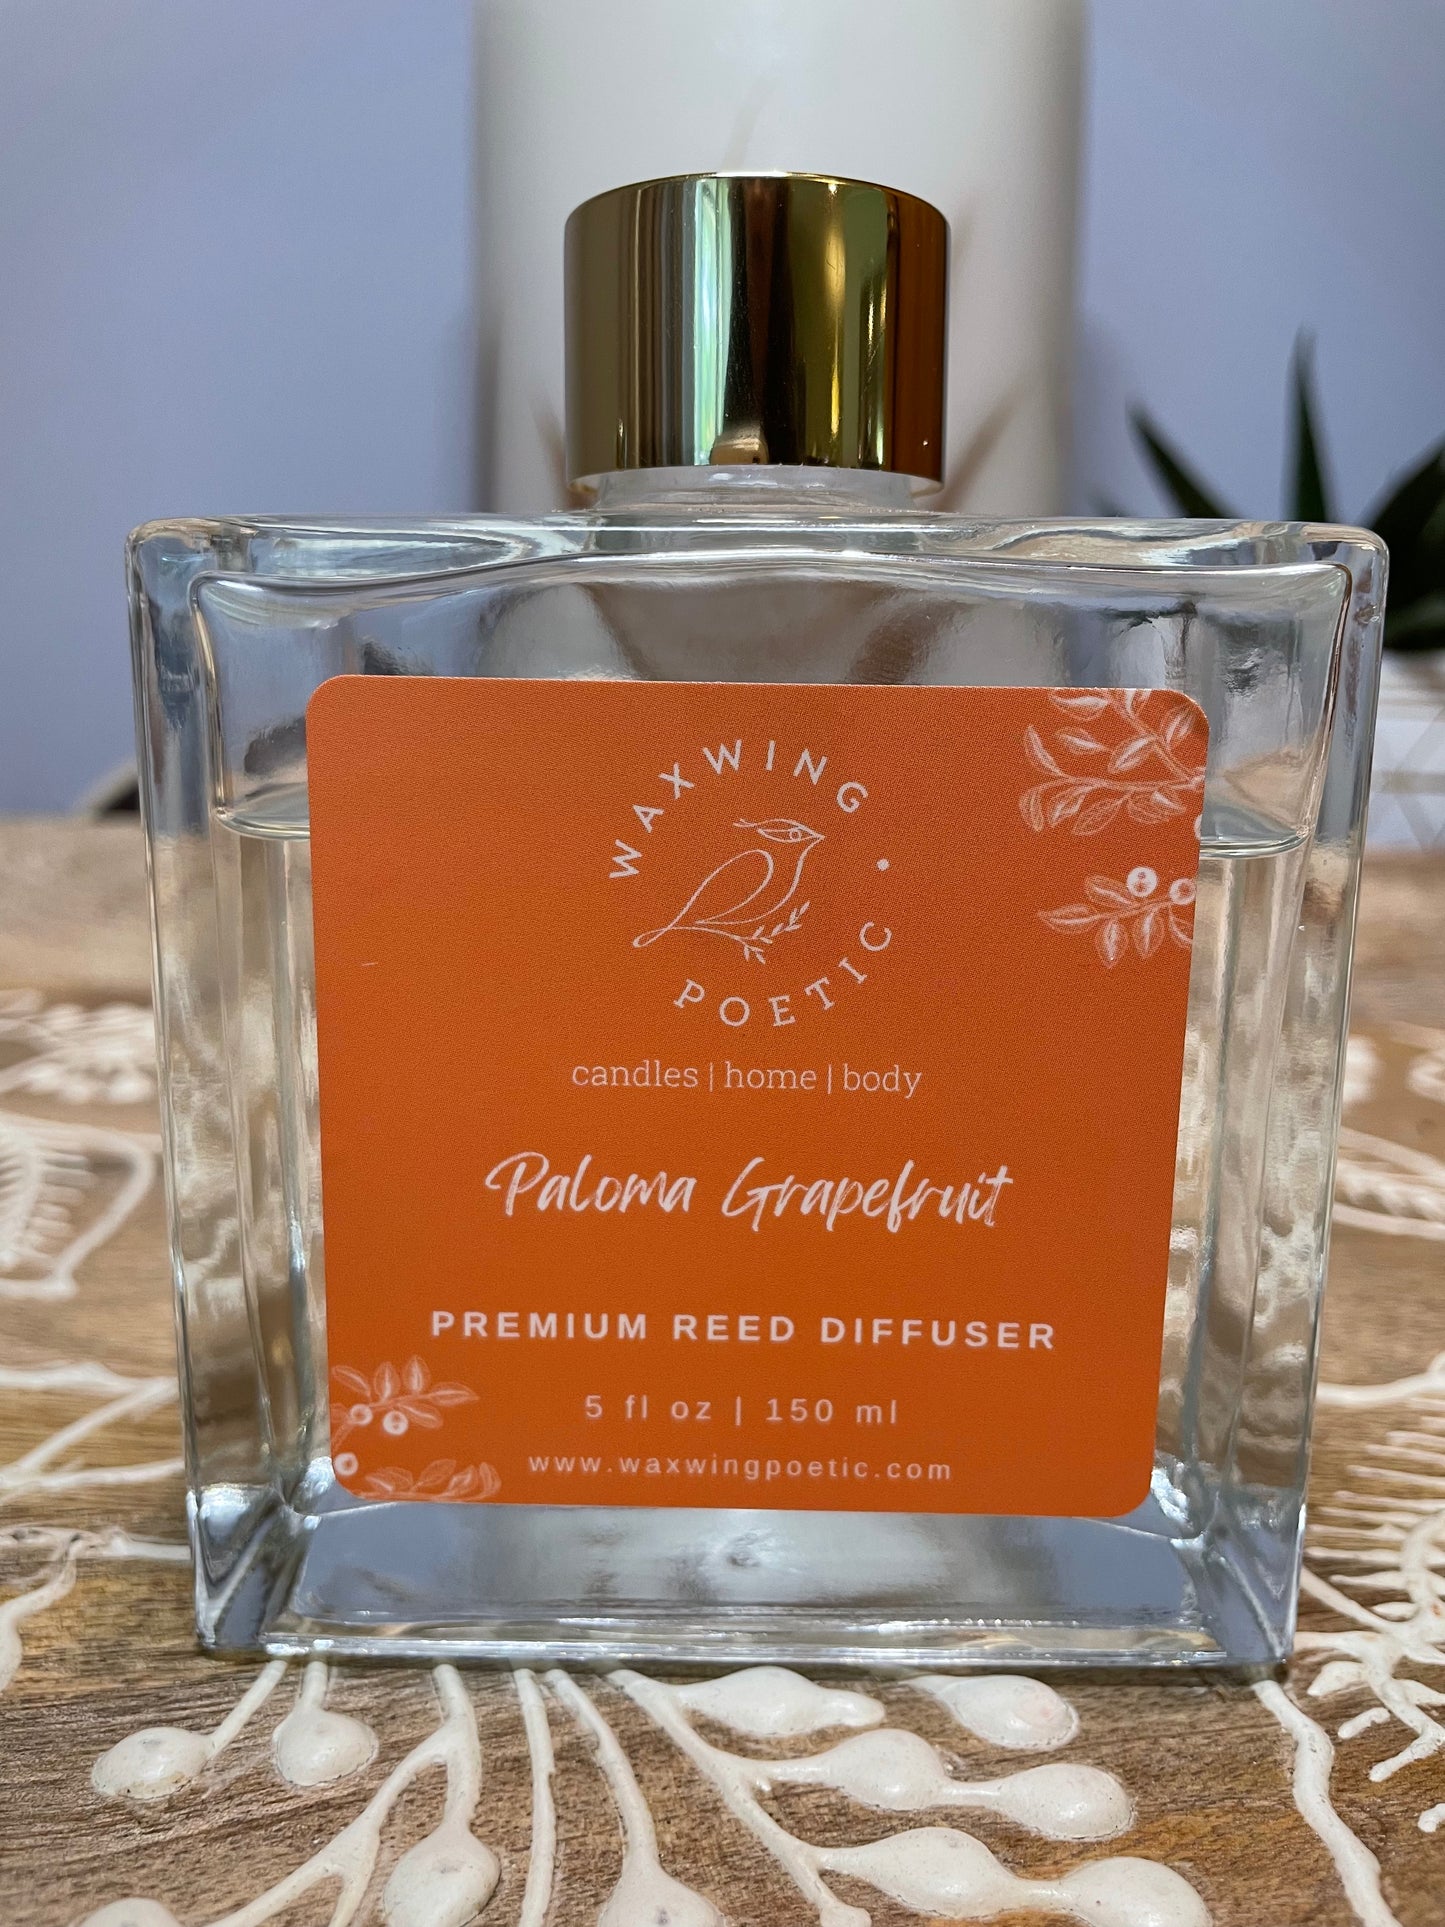 WAXWING
POETIC
candles | home | body
Paloma Grapefruit
PREMIUM REED DIFFUSER
5 fl oz | 150 ml
www.waxwingpoetic.com